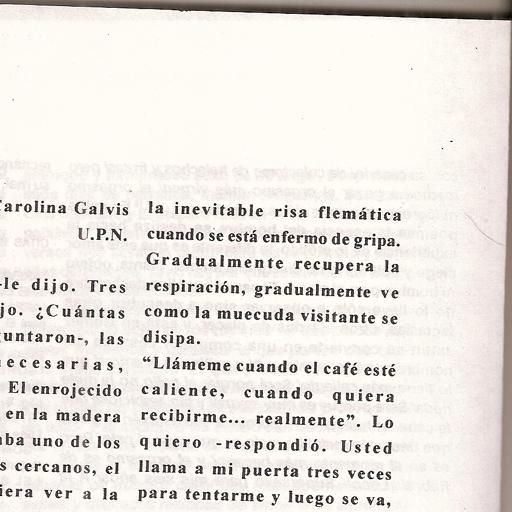 Carolina Galvis
U.P.N.
-le dijo. Tres
jo. ¿Cuántas
untaron-, las
ecesarias,
El enrojecido
en la madera
aba uno de los
s cercanos, el
iera ver a la
la inevitable risa flemática
cuando se está enfermo de gripa.
Gradualmente recupera la
respiración, gradualmente ve
como la muecuda visitante se
disipa.
“Llámeme cuando el café esté
caliente, cuando quiera
recibirme... realmente”. Lo
quiero -respondió. Usted
llama a mi puerta tres veces
para tentarme y luego se va,